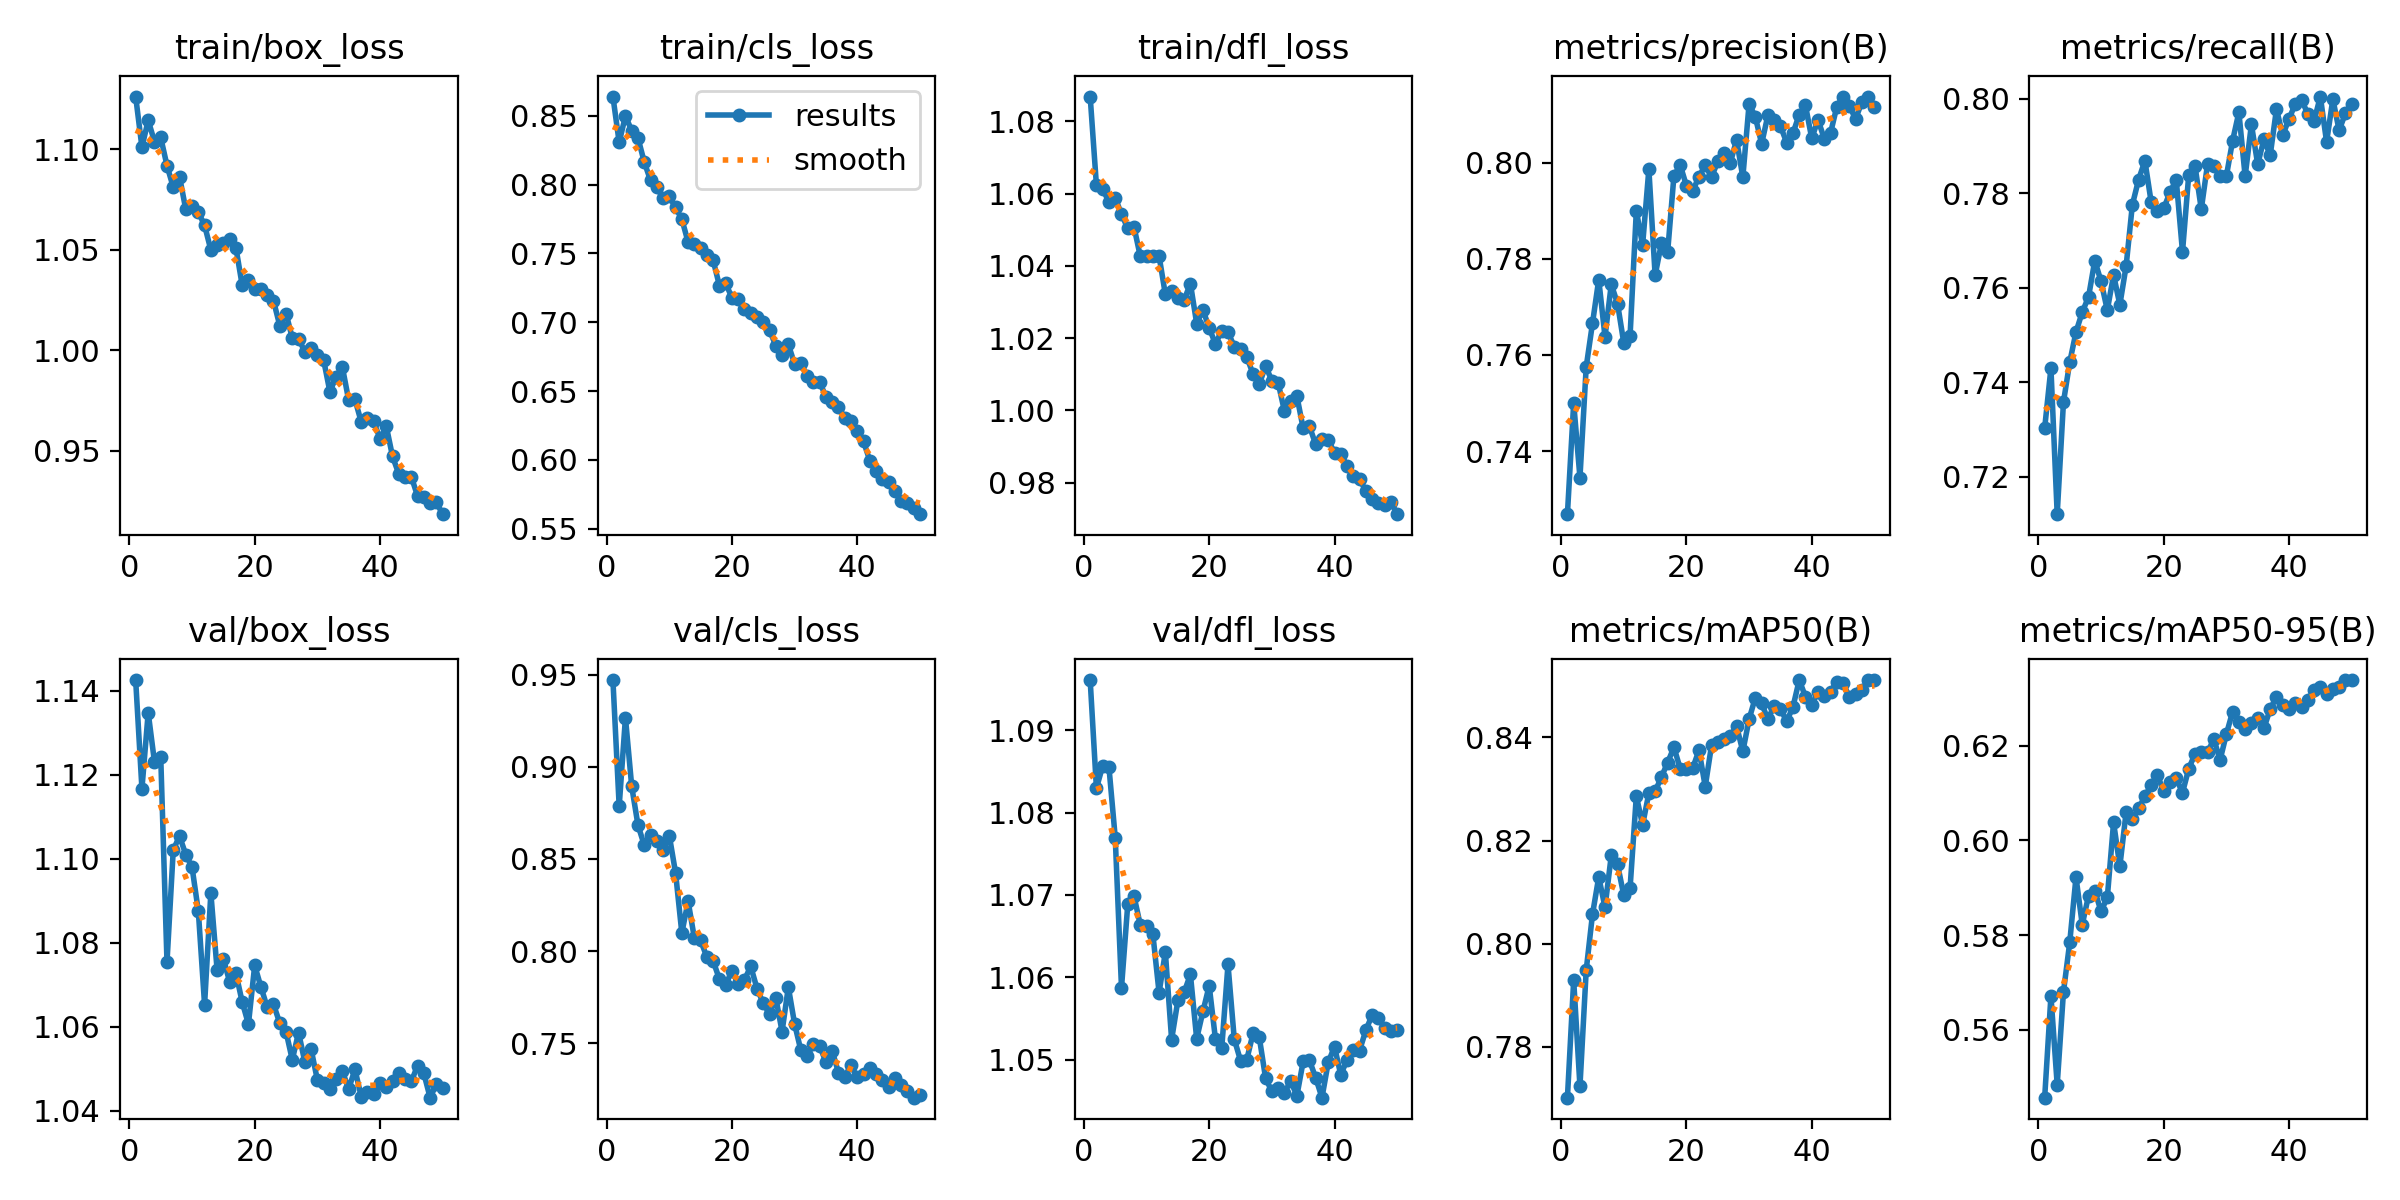 train/box_loss
1.10
1.05
1.00
0.95
0 20 40
train/cls_loss
results
smooth
0.85
0.80
0.75
0.70
0.65
0.60
0.55
0 20 40
train/dfl_loss
1.08
1.06
1.04
1.02
1.00
0.98
0 20 40
metrics/precision(B)
0.80
0.78
0.76
0.74
0 20 40
metrics/recall(B)
0.80
0.78
0.76
0.74
0.72
0 20 40
val/box_loss
1.14
1.12
1.10
1.08
1.06
1.04
0 20 40
val/cls_loss
0.95
0.90
0.85
0.80
0.75
0 20 40
val/dfl_loss
1.09
1.08
1.07
1.06
1.05
0 20 40
metrics/mAP50(B)
0.84
0.82
0.80
0.78
0 20 40
metrics/mAP50-95(B)
0.62
0.60
0.58
0.56
0 20 40